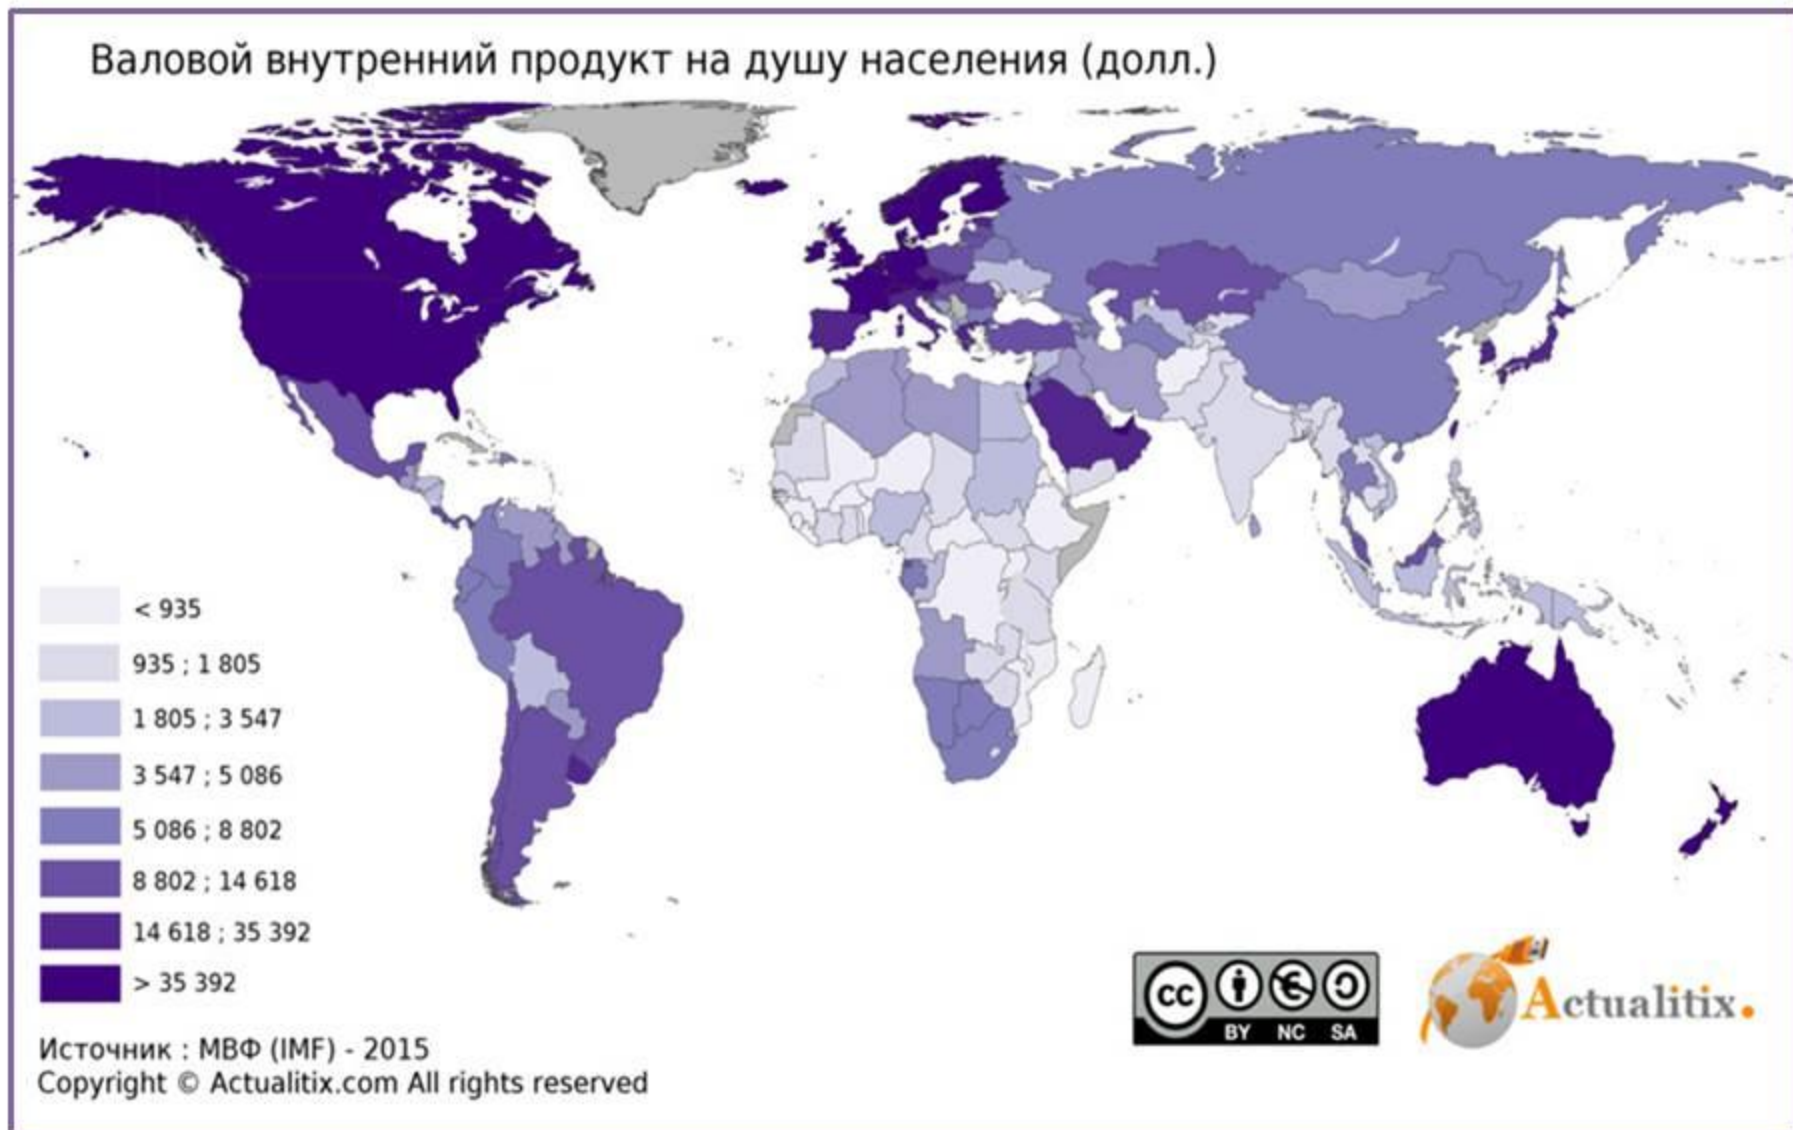 Валовой внутренний продукт на душу населения (долл.)
< 935
935 ; 1 805
1 805 ; 3 547
3 547 ; 5 086
5 086 ; 8 802
8 802 ; 14 618
14 618 ; 35 392
> 35 392
Источник : МВФ (IMF) - 2015
Copyright © Actualitix.com All rights reserved
cc
BY NC SA
Actualitix.